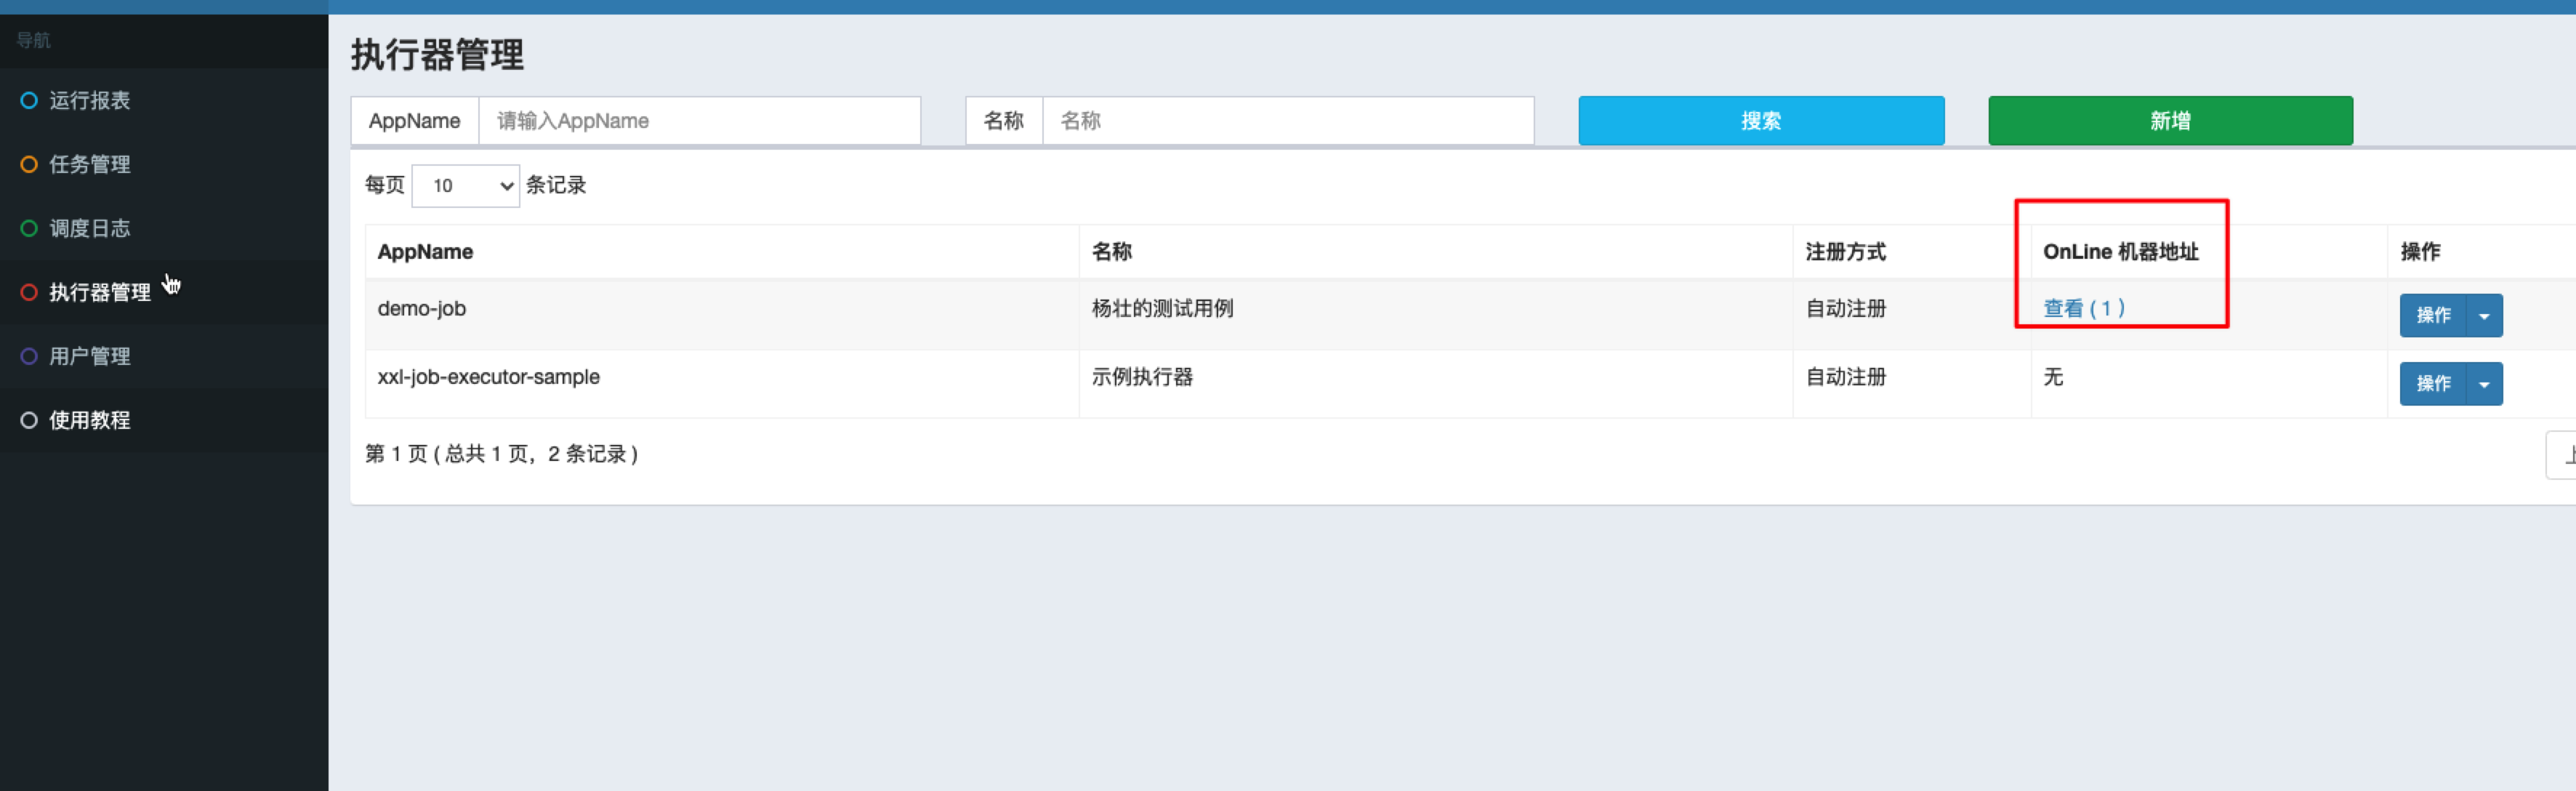 导航
运行报表
任务管理
调度日志
执行器管理
用户管理
使用教程
执行器管理
AppName 请输入AppName 名称 名称 搜索 新增
每页 10 条记录
AppName 名称 注册方式 OnLine 机器地址 操作
demo-job 杨壮的测试用例 自动注册 查看 ( 1 ) 操作
xxl-job-executor-sample 示例执行器 自动注册 无 操作
第 1 页 ( 总共 1 页，2 条记录 )